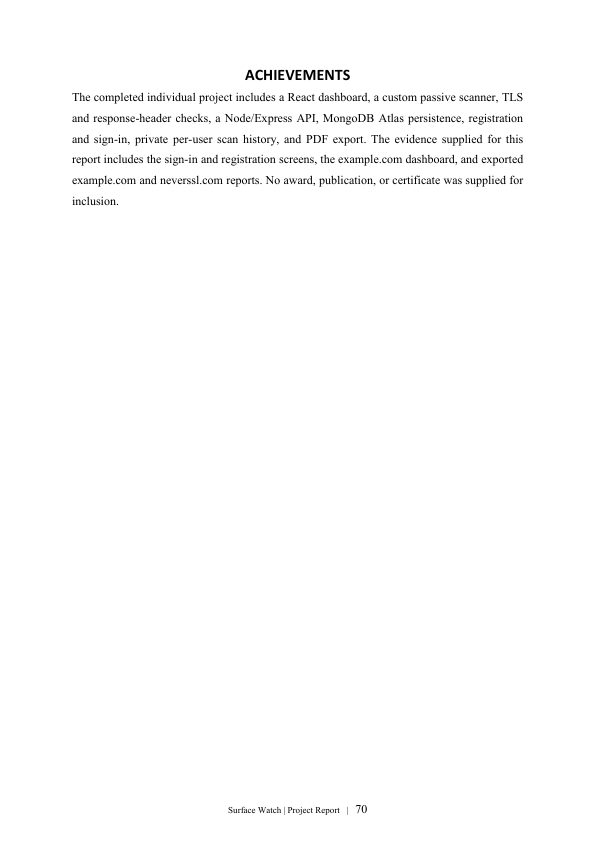 ACHIEVEMENTS
The completed individual project includes a React dashboard, a custom passive scanner, TLS
and response-header checks, a Node/Express API, MongoDB Atlas persistence, registration
and sign-in, private per-user scan history, and PDF export. The evidence supplied for this
report includes the sign-in and registration screens, the example.com dashboard, and exported
example.com and neverssl.com reports. No award, publication, or certificate was supplied for
inclusion.
Surface Watch | Project Report | 70